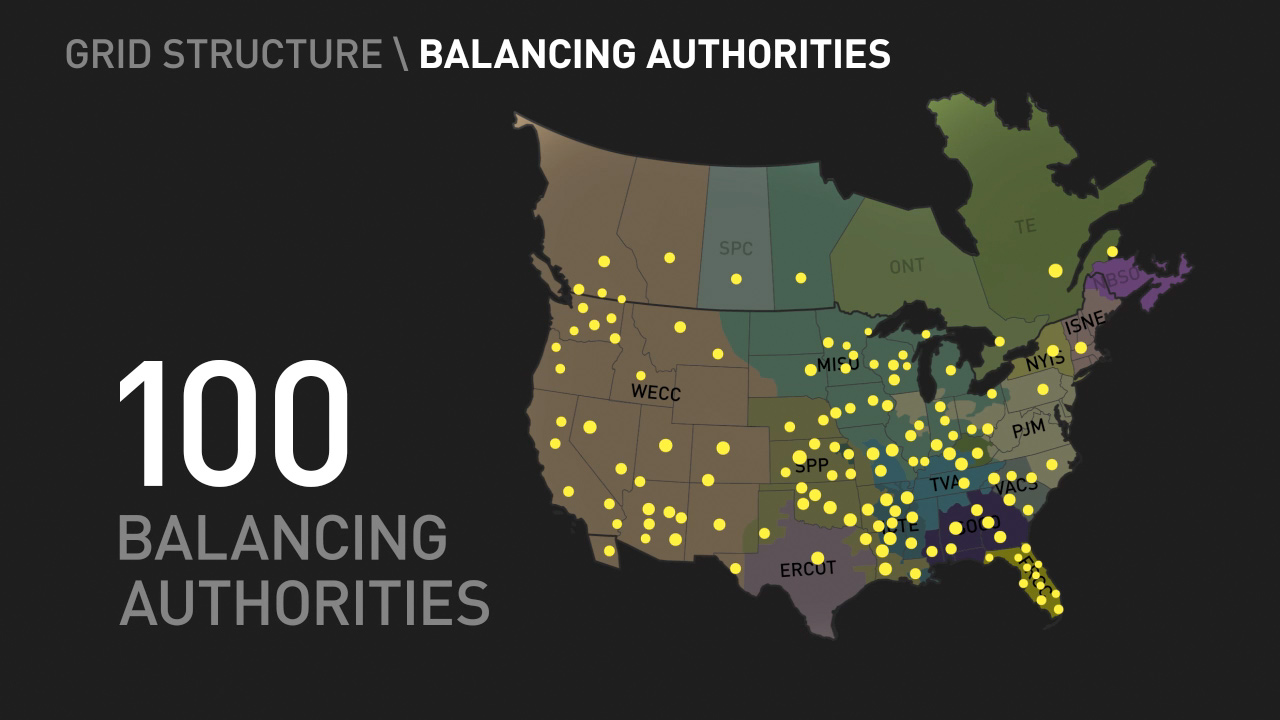 GRID STRUCTURE \ BALANCING AUTHORITIES
TE
SPC
ONT
NBSO
ISNE
NYIS
MISO
WECC
100
PJM
SPP
TVA
VACS
BALANCING
ERCOT
AUTHORITIES